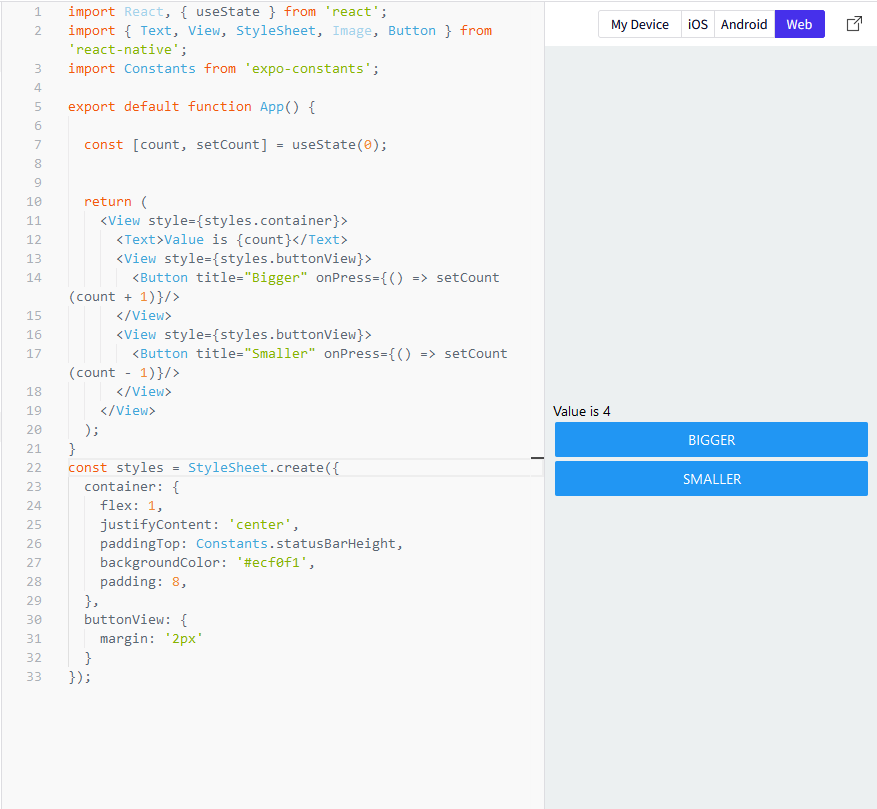 1 import React, { useState } from 'react';
2 import { Text, View, StyleSheet, Image, Button } from
'react-native';
3 import Constants from 'expo-constants';
4
5 export default function App() {
6
7 const [count, setCount] = useState(0);
8
9
10 return (
11 <View style={styles.container}>
12 <Text>Value is {count}</Text>
13 <View style={styles.buttonView}>
14 <Button title="Bigger" onPress={() => setCount
(count + 1)}/>
15 </View>
16 <View style={styles.buttonView}>
17 <Button title="Smaller" onPress={() => setCount
(count - 1)}/>
18 </View>
19 </View>
20 );
21 }
22 const styles = StyleSheet.create({
23 container: {
24 flex: 1,
25 justifyContent: 'center',
26 paddingTop: Constants.statusBarHeight,
27 backgroundColor: '#ecf0f1',
28 padding: 8,
29 },
30 buttonView: {
31 margin: '2px'
32 }
33 });
My Device iOS Android Web
Value is 4
BIGGER
SMALLER